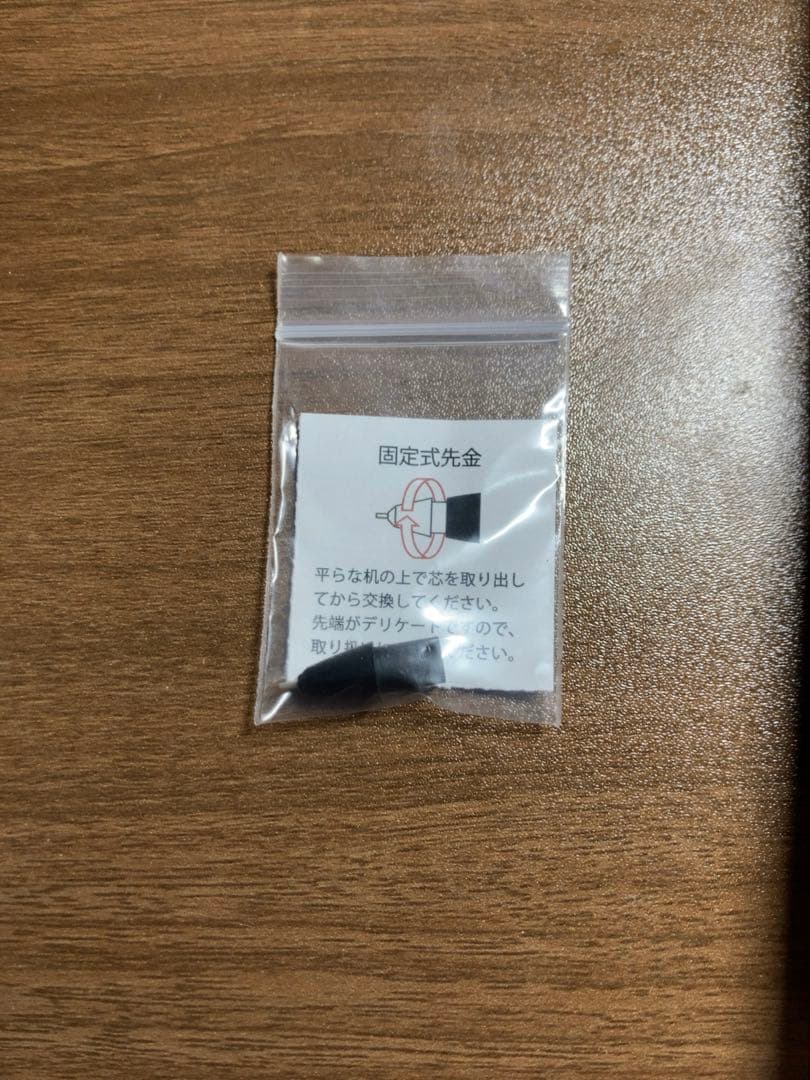 固定式先金
平らな机の上で芯を取り出し
てから交換してください。
先端がデリケートですので、
取り扱ください。